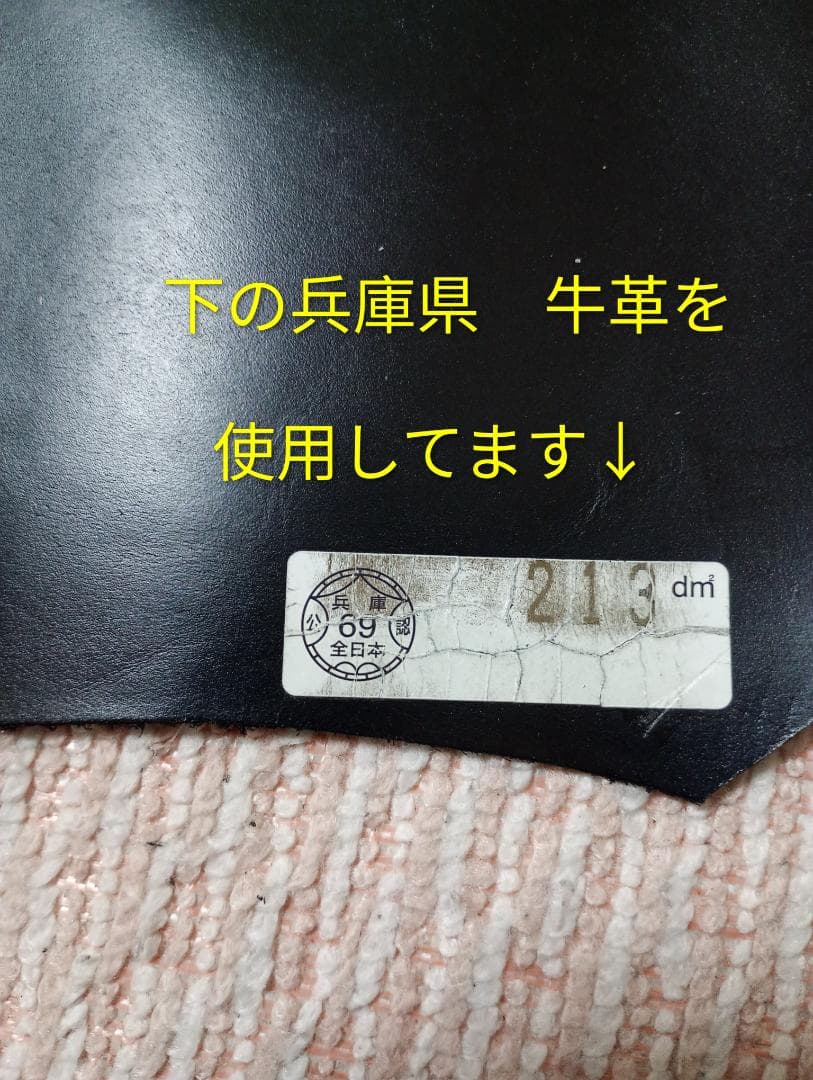 下の兵庫県　牛革を
使用してます↓
213 dm²
兵庫
公 69 認
全日本